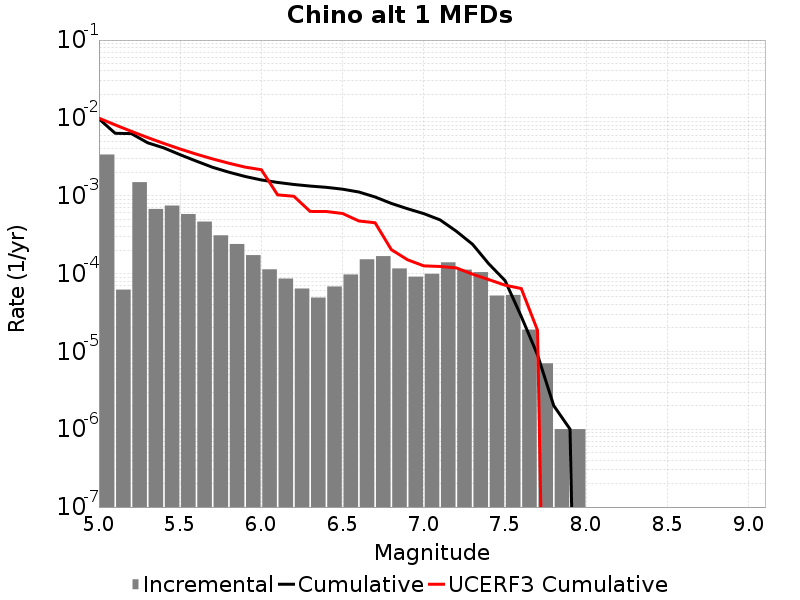 Chino alt 1 MFDs
10-1
10-2
10-3
10-4
10-5
10-6
10-7
Rate (1/yr)
5.0 5.5 6.0 6.5 7.0 7.5 8.0 8.5 9.0
Magnitude
Incremental Cumulative UCERF3 Cumulative